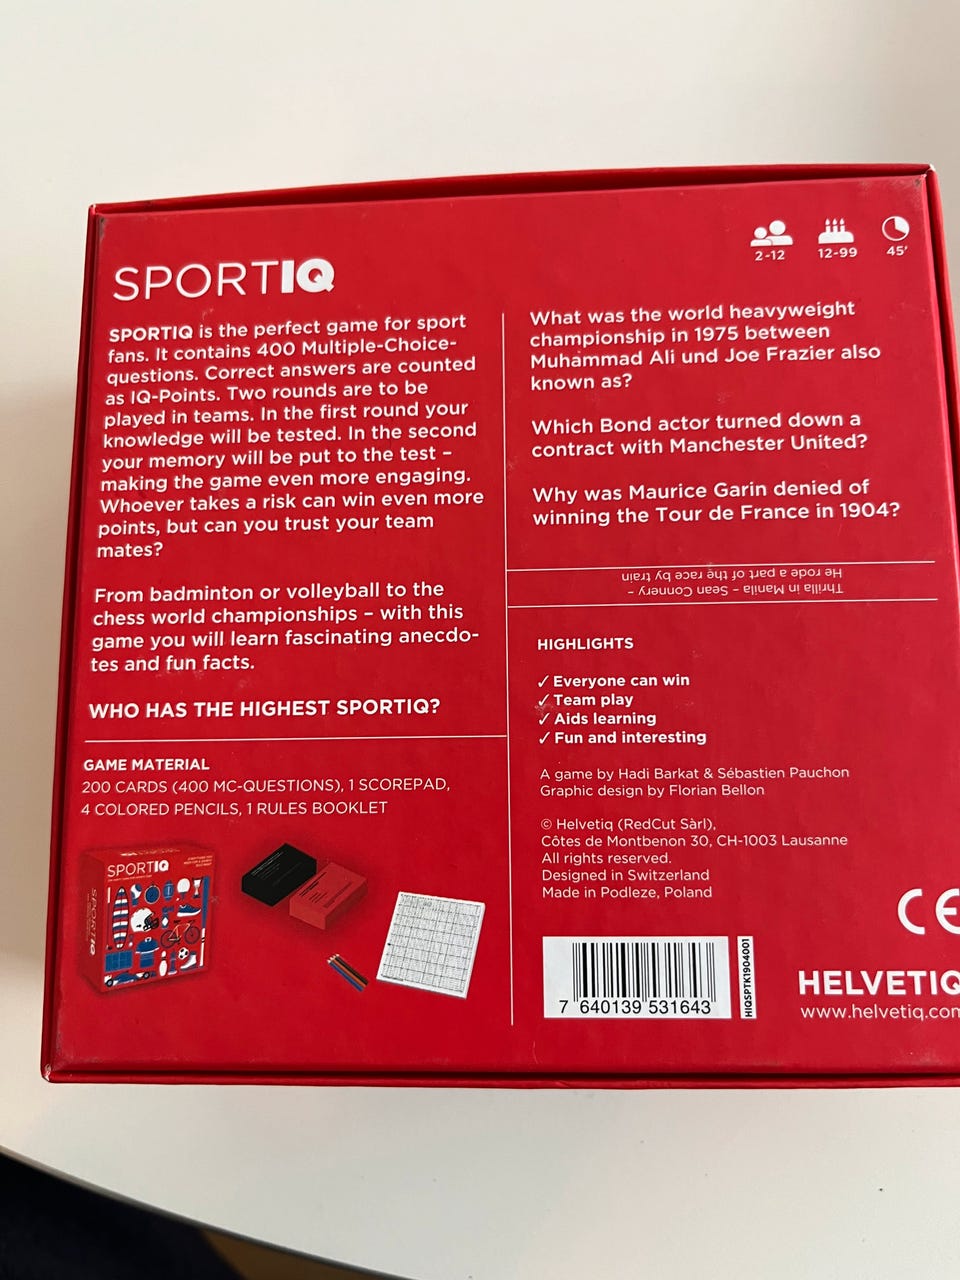 SPORTIQ
SPORTIQ is the perfect game for sport
fans. It contains 400 Multiple-Choice-
questions. Correct answers are counted
as IQ-Points. Two rounds are to be
played in teams. In the first round your
knowledge will be tested. In the second
your memory will be put to the test –
making the game even more engaging.
Whoever takes a risk can win even more
points, but can you trust your team
mates?
From badminton or volleyball to the
chess world championships – with this
game you will learn fascinating anecdo-
tes and fun facts.
WHO HAS THE HIGHEST SPORTIQ?
GAME MATERIAL
200 CARDS (400 MC-QUESTIONS), 1 SCOREPAD,
4 COLORED PENCILS, 1 RULES BOOKLET
SPORTIQ
SPORTIQ
2-12
12-99
45'
What was the world heavyweight
championship in 1975 between
Muhammad Ali und Joe Frazier also
known as?
Which Bond actor turned down a
contract with Manchester United?
Why was Maurice Garin denied of
winning the Tour de France in 1904?
Thrilla in Manila – Sean Connery –
He rode a part of the race by train
HIGHLIGHTS
✓ Everyone can win
✓ Team play
✓ Aids learning
✓ Fun and interesting
A game by Hadi Barkat & Sébastien Pauchon
Graphic design by Florian Bellon
© Helvetiq (RedCut Sàrl),
Côtes de Montbenon 30, CH-1003 Lausanne
All rights reserved.
Designed in Switzerland
Made in Podleze, Poland
CE
7 640139 531643
HIQSPTK1904001
HELVETIQ
www.helvetiq.com